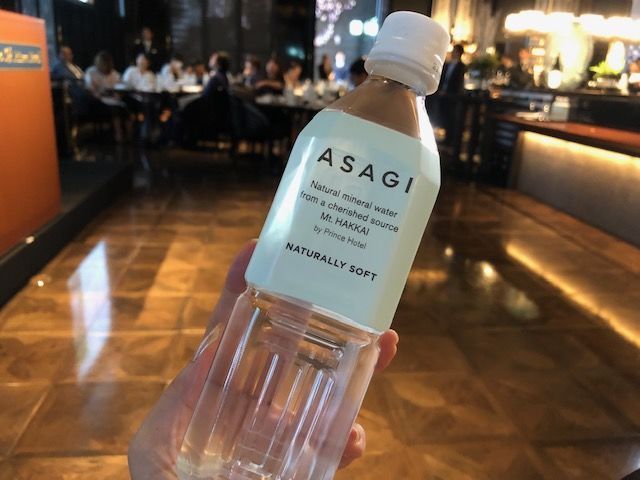 ASAGI
Natural mineral water
from a cherished source
Mt. HAKKAI
by Prince Hotel
NATURALLY SOFT